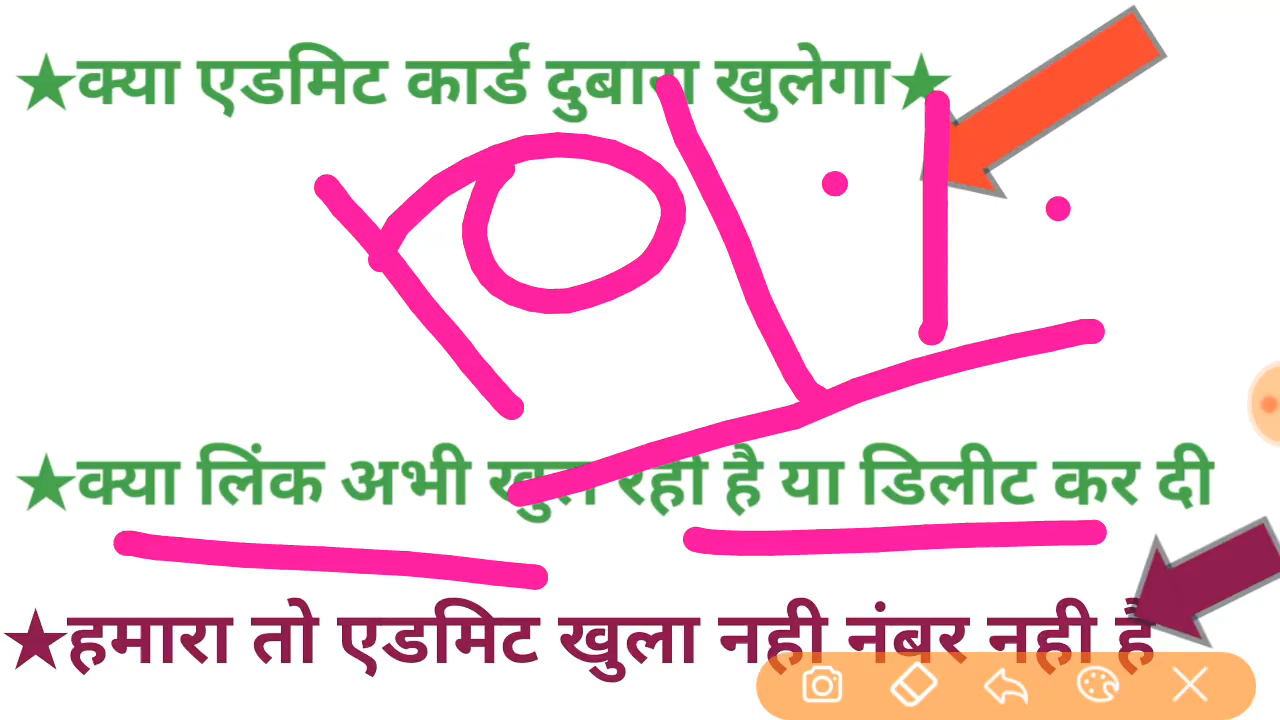 ★क्या एडमिट कार्ड दुबारा खुलेगा★
★क्या लिंक अभी खुल रही है या डिलीट कर दी
★हमारा तो एडमिट खुला नही नंबर नही है